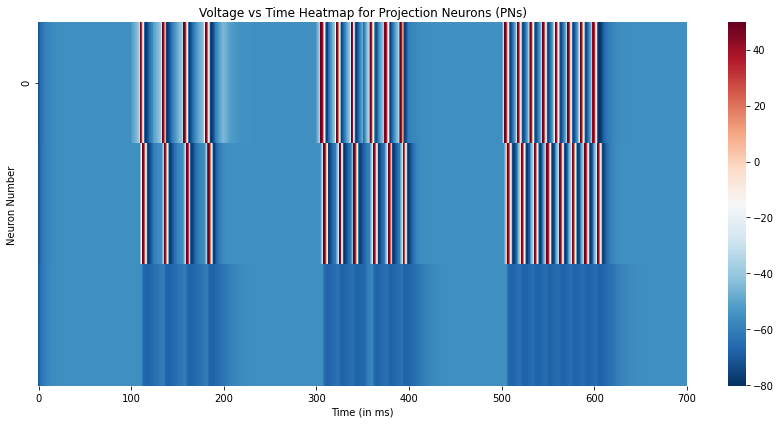 Voltage vs Time Heatmap for Projection Neurons (PNs)
Neuron Number
0
0 100 200 300 400 500 600 700
Time (in ms)
40
20
0
−20
−40
−60
−80